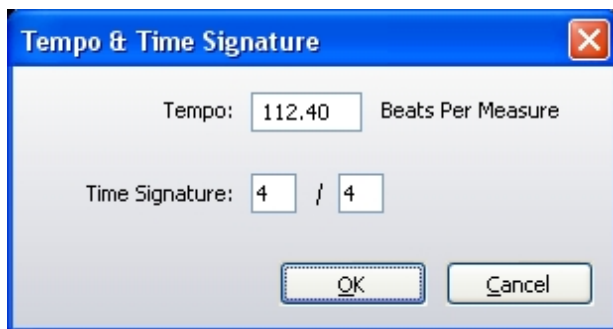 Tempo & Time Signature
Tempo: 112.40 Beats Per Measure
Time Signature: 4 / 4
OK Cancel